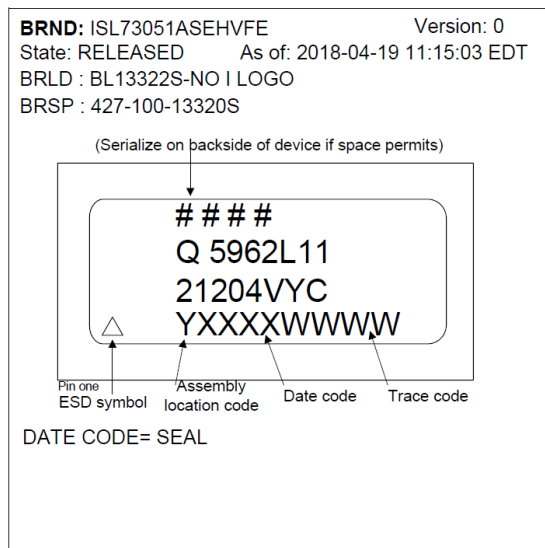 BRND: ISL73051ASEHVFE Version: 0
State: RELEASED As of: 2018-04-19 11:15:03 EDT
BRLD : BL13322S-NO I LOGO
BRSP : 427-100-13320S
(Serialize on backside of device if space permits)
# # # #
Q 5962L11
21204VYC
YXXXXWWWW
Pin one
ESD symbol
Assembly
location code
Date code
Trace code
DATE CODE= SEAL